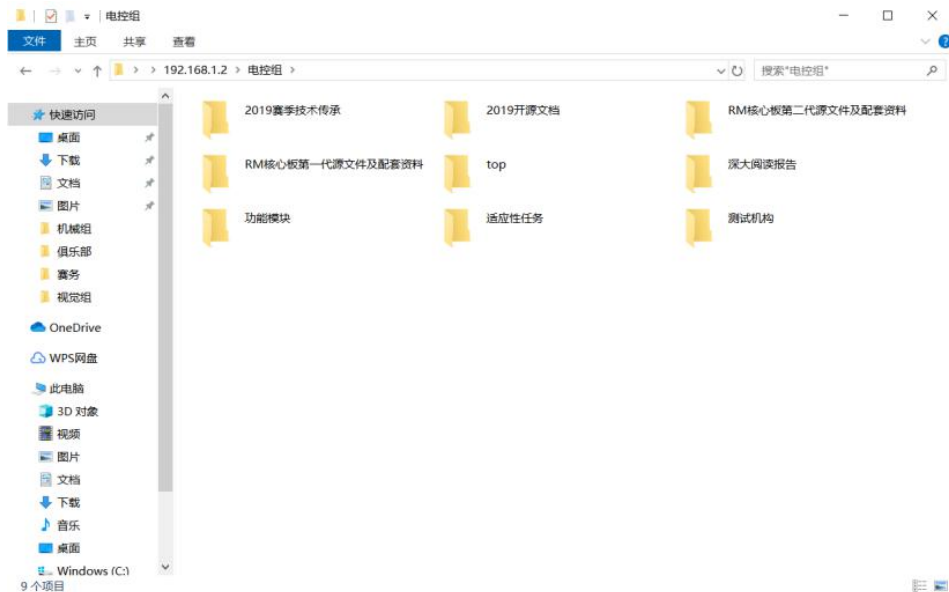 电控组
文件 主页 共享 查看
192.168.1.2 电控组 搜索"电控组"
快速访问
桌面
下载
文档
图片
机械组
俱乐部
赛务
视觉组
OneDrive
WPS网盘
此电脑
3D 对象
视频
图片
文档
下载
音乐
桌面
Windows (C:)
2019赛季技术传承 2019开源文档 RM核心板第二代源文件及配套资料
RM核心板第一代源文件及配套资料 top 深大阅读报告
功能模块 适应性任务 测试机构
9 个项目